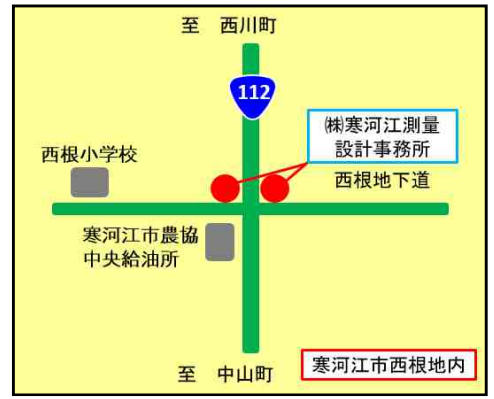 至　西川町
112
㈱寒河江測量
設計事務所
西根小学校
西根地下道
寒河江市農協
中央給油所
至　中山町
寒河江市西根地内